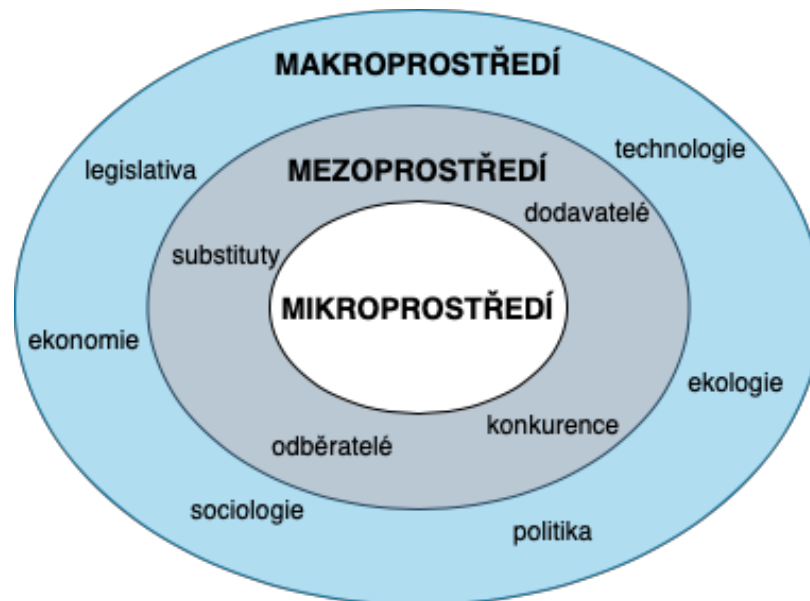 MAKROPROSTŘEDÍ
technologie
legislativa
MEZOPROSTŘEDÍ
dodavatelé
substituty
MIKROPROSTŘEDÍ
ekonomie
ekologie
konkurence
odběratelé
sociologie
politika